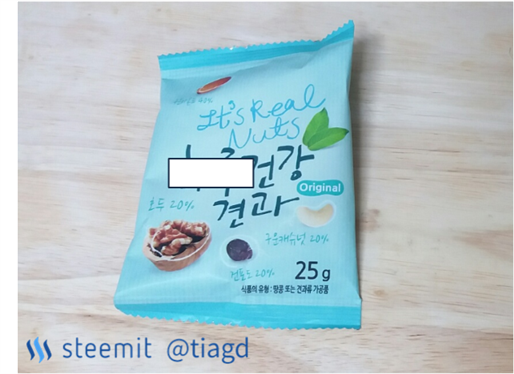 It's Real
Nuts
건강
견과
Original
호두 20%
구운캐슈넛 20%
건포도 20%
25g
식품의 유형 : 땅콩 또는 견과류 가공품
steemit @tiagd